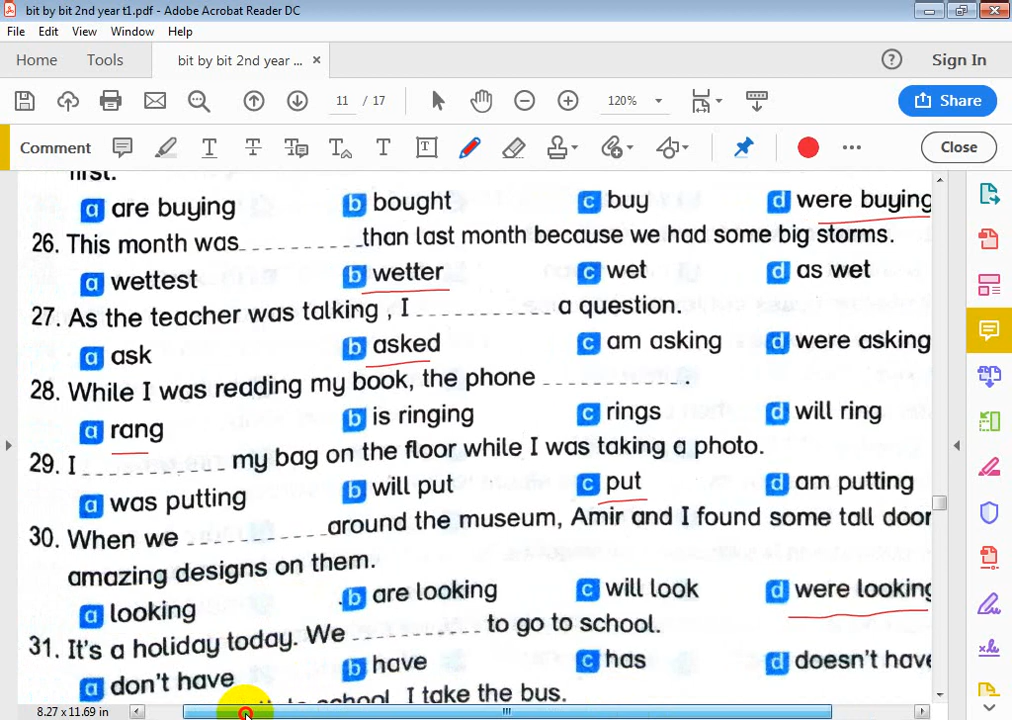 bit by bit 2nd year t1.pdf - Adobe Acrobat Reader DC
File Edit View Window Help
Home Tools bit by bit 2nd year ... × Sign In
11 / 17 120% Share
Comment Close
first.
a are buying b bought c buy d were buying
26. This month was_ _ _ _ _ _ _ _ _than last month because we had some big storms.
a wettest b wetter c wet d as wet
27. As the teacher was talking , I _ _ _ _ _ _ _ _ _ _ a question.
a ask b asked c am asking d were asking
28. While I was reading my book, the phone _ _ _ _ _ _ _ _ _ _.
a rang b is ringing c rings d will ring
29. I _ _ _ _ _ _ _ _ _ _ my bag on the floor while I was taking a photo.
a was putting b will put c put d am putting
30. When we _ _ _ _ _ _ _ _ _ _around the museum, Amir and I found some tall door
amazing designs on them.
a looking b are looking c will look d were looking
31. It's a holiday today. We _ _ _ _ _ _ _ _ _ _ to go to school.
a don't have b have c has d doesn't have
to school, I take the bus.
8.27 x 11.69 in